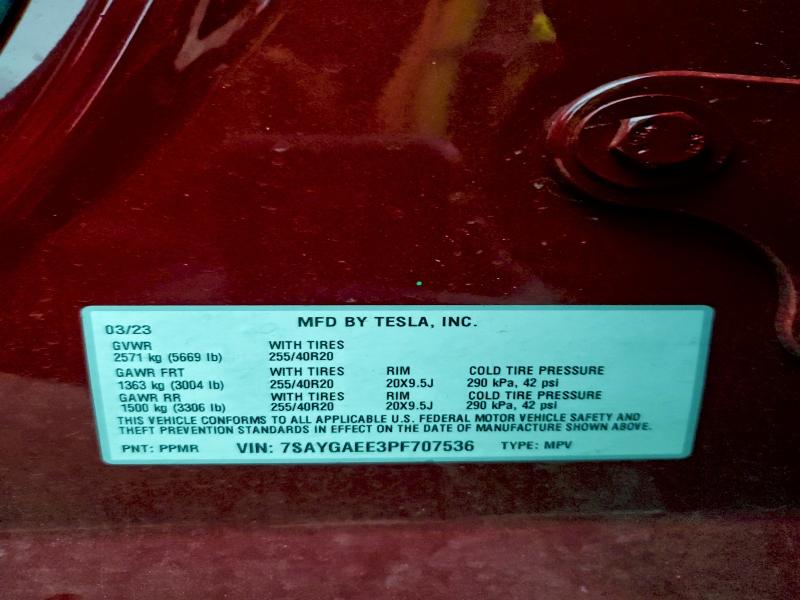 MFD BY TESLA, INC.
03/23
GVWR WITH TIRES
2571 kg (5669 lb) 255/40R20
GAWR FRT WITH TIRES RIM COLD TIRE PRESSURE
1363 kg (3004 lb) 255/40R20 20X9.5J 290 kPa, 42 psi
GAWR RR WITH TIRES RIM COLD TIRE PRESSURE
1500 kg (3306 lb) 255/40R20 20X9.5J 290 kPa, 42 psi
THIS VEHICLE CONFORMS TO ALL APPLICABLE U.S. FEDERAL MOTOR VEHICLE SAFETY AND
THEFT PREVENTION STANDARDS IN EFFECT ON THE DATE OF MANUFACTURE SHOWN ABOVE.
PNT: PPMR VIN: 7SAYGAEE3PF707536 TYPE: MPV